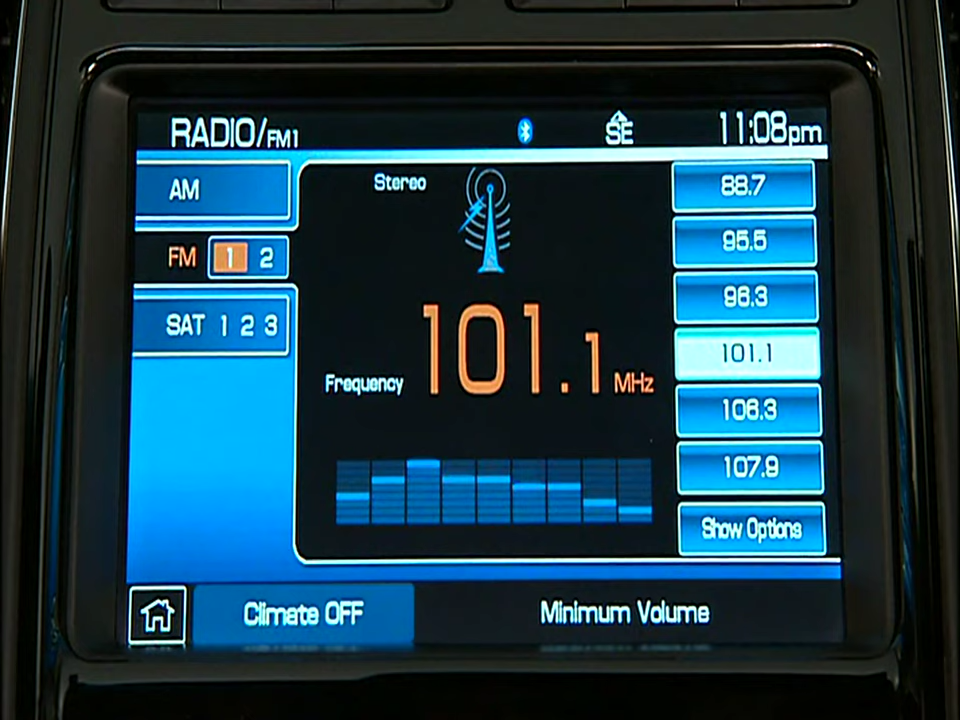 RADIO/FM1 SE 11:08pm
AM
FM 1 2
SAT 1 2 3
Stereo
Frequency 101.1 MHz
88.7
95.5
96.3
101.1
106.3
107.9
Show Options
Climate OFF Minimum Volume